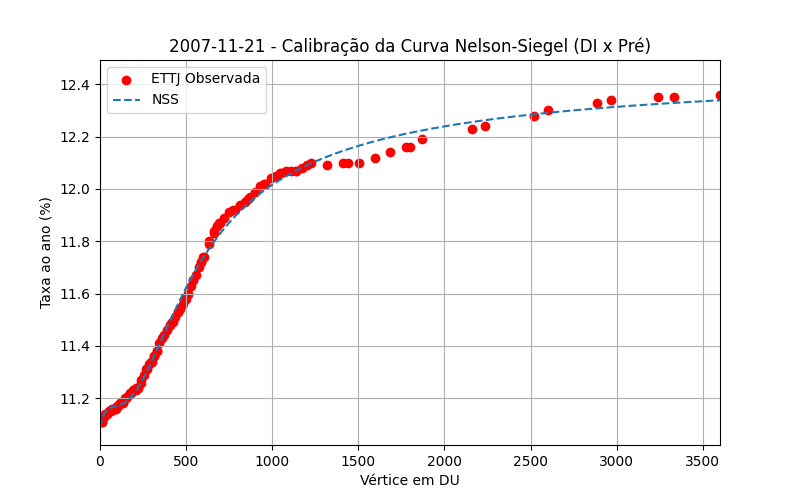 2007-11-21 - Calibração da Curva Nelson-Siegel (DI x Pré)
ETTJ Observada
NSS
Taxa ao ano (%)
12.4
12.2
12.0
11.8
11.6
11.4
11.2
0 500 1000 1500 2000 2500 3000 3500
Vértice em DU